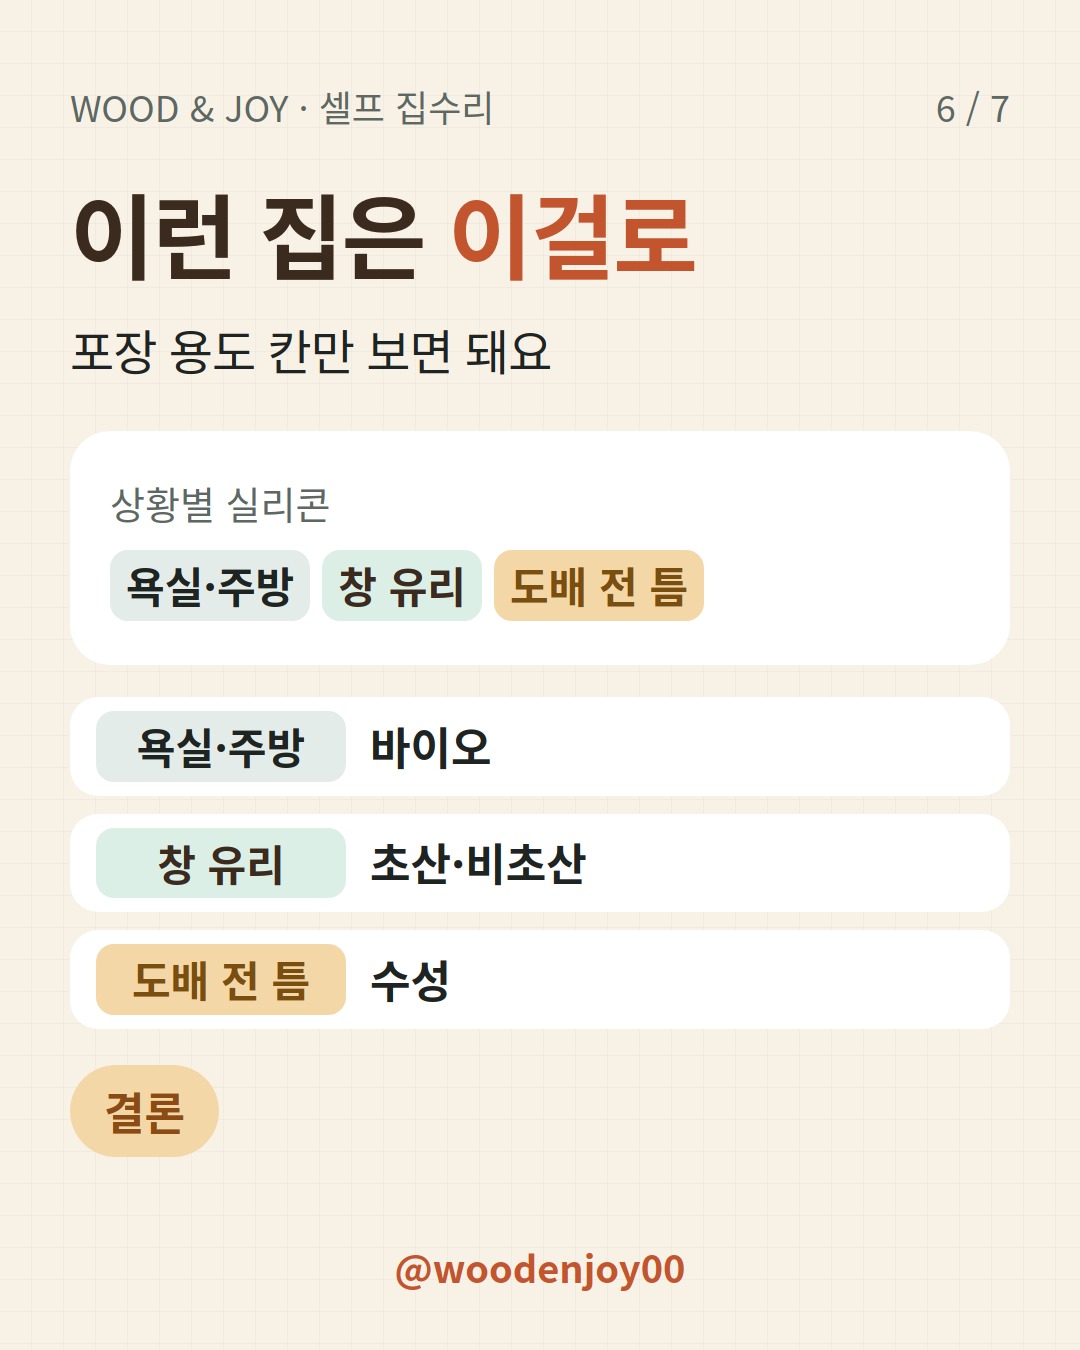 WOOD & JOY · 셀프 집수리
6 / 7
이런 집은 이걸로
포장 용도 칸만 보면 돼요
상황별 실리콘
욕실·주방 창 유리 도배 전 틈
욕실·주방 바이오
창 유리 초산·비초산
도배 전 틈 수성
결론
@woodenjoy00